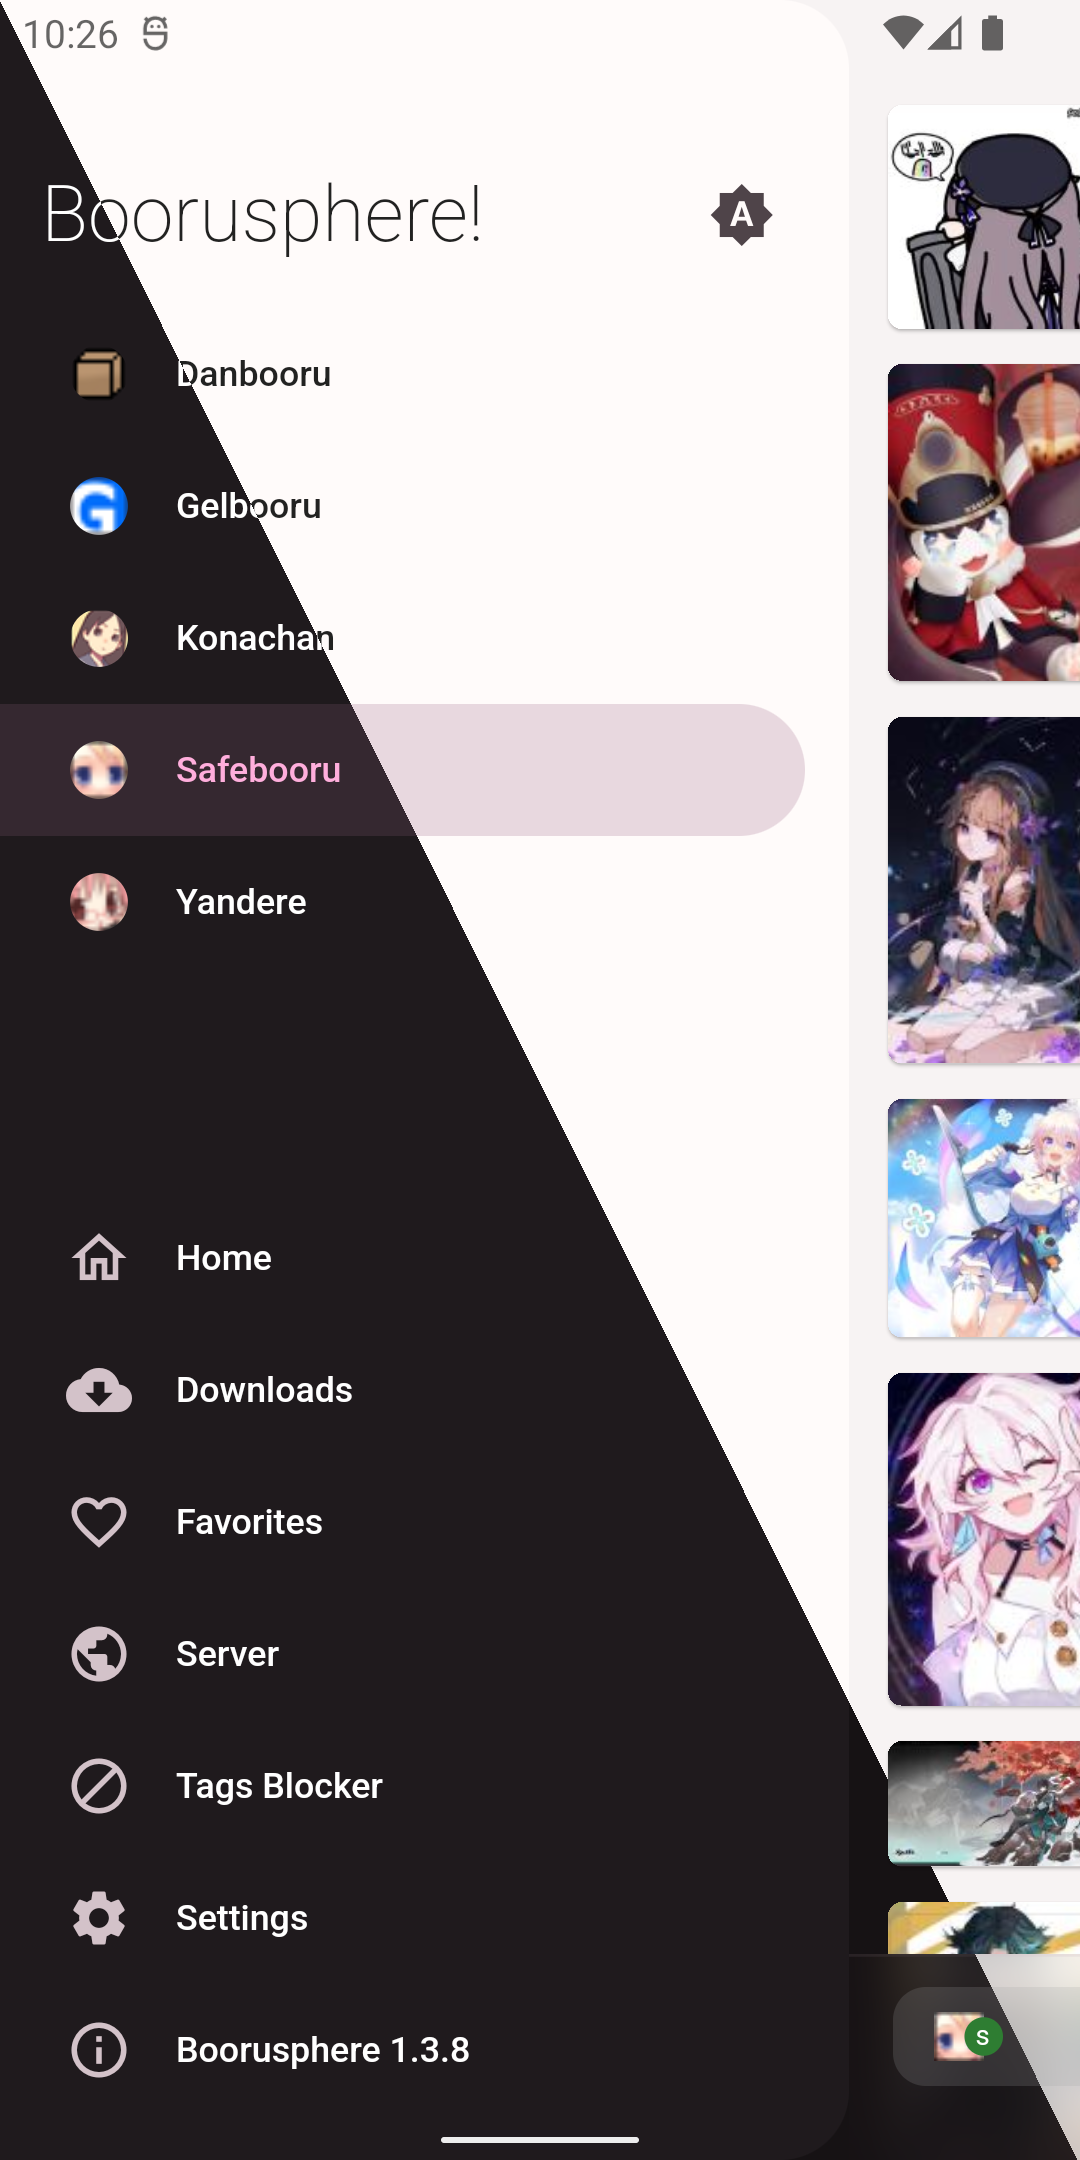 10:26
Boorusphere!
A
Danbooru
Gelbooru
Konachan
Safebooru
Yandere
Home
Downloads
Favorites
Server
Tags Blocker
Settings
Boorusphere 1.3.8
S